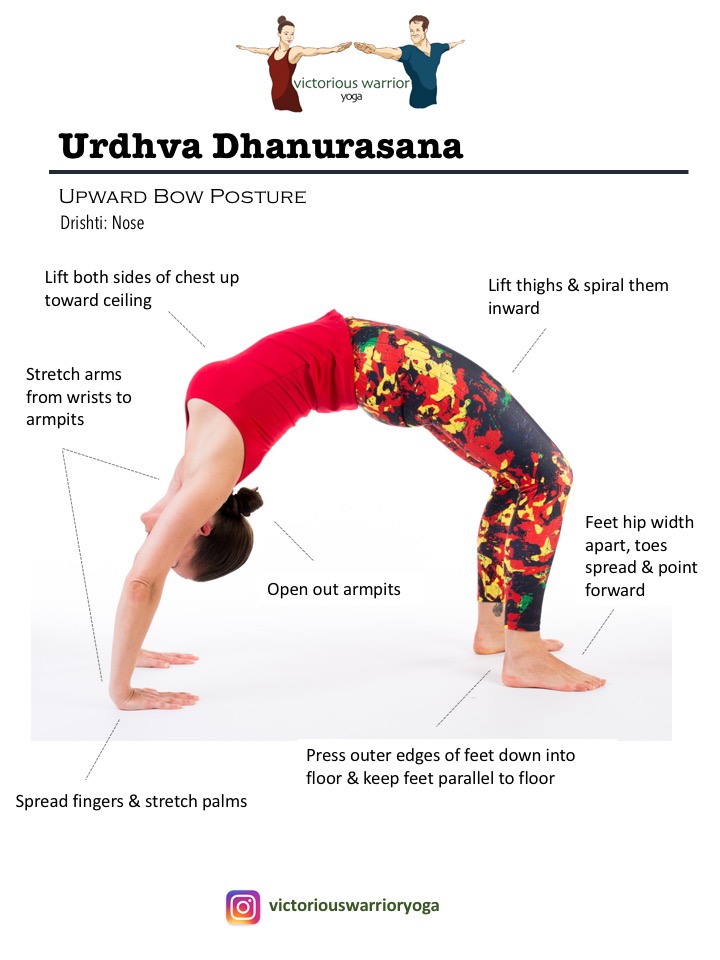 victorious warrior
yoga
Urdhva Dhanurasana
Upward Bow Posture
Drishti: Nose
Lift both sides of chest up
toward ceiling
Lift thighs & spiral them
inward
Stretch arms
from wrists to
armpits
Feet hip width
apart, toes
spread & point
forward
Open out armpits
Press outer edges of feet down into
floor & keep feet parallel to floor
Spread fingers & stretch palms
victoriouswarrioryoga